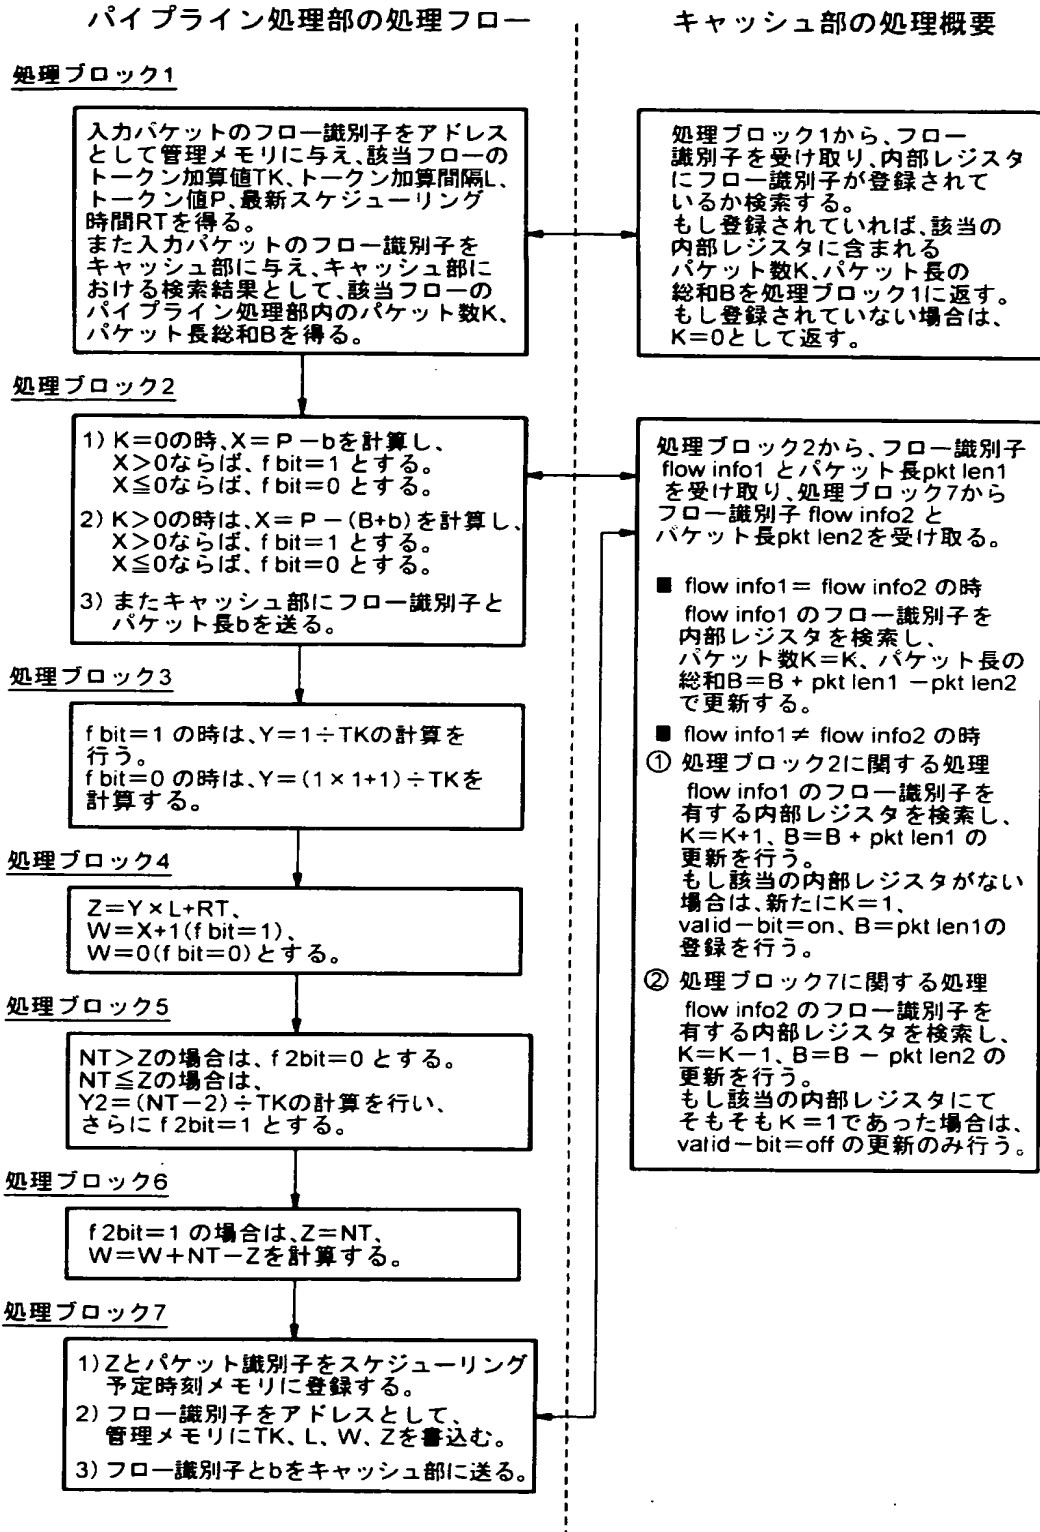 パイプライン処理部の処理フロー
キャッシュ部の処理概要
処理ブロック1
入力パケットのフロー識別子をアドレス
として管理メモリに与え、該当フローの
トークン加算値TK、トークン加算間隔L、
トークン値P、最新スケジューリング
時間RTを得る。
また入力パケットのフロー識別子を
キャッシュ部に与え、キャッシュ部に
おける検索結果として、該当フローの
パイプライン処理部内のパケット数K、
パケット長総和Bを得る。
処理ブロック1から、フロー
識別子を受け取り、内部レジスタ
にフロー識別子が登録されて
いるか検索する。
もし登録されていれば、該当の
内部レジスタに含まれる
パケット数K、パケット長の
総和Bを処理ブロック1に返す。
もし登録されていない場合は、
K=0として返す。
処理ブロック2
1) K=0の時、X=P-bを計算し、
X>0ならば、f bit=1 とする。
X≦0ならば、f bit=0 とする。
2) K>0の時は、X=P-(B+b)を計算し、
X>0ならば、f bit=1 とする。
X≦0ならば、f bit=0 とする。
3) またキャッシュ部にフロー識別子と
パケット長bを送る。
処理ブロック2から、フロー識別子
flow info1 とパケット長pkt len1
を受け取り、処理ブロック7から
フロー識別子 flow info2 と
パケット長pkt len2を受け取る。
■ flow info1= flow info2 の時
flow info1 のフロー識別子を
内部レジスタを検索し、
パケット数K=K、パケット長の
総和B=B + pkt len1 -pkt len2
で更新する。
■ flow info1≠ flow info2 の時
① 処理ブロック2に関する処理
flow info1 のフロー識別子を
有する内部レジスタを検索し、
K=K+1、B=B + pkt len1 の
更新を行う。
もし該当の内部レジスタがない
場合は、新たにK=1、
valid-bit=on、B=pkt len1の
登録を行う。
② 処理ブロック7に関する処理
flow info2 のフロー識別子を
有する内部レジスタを検索し、
K=K-1、B=B - pkt len2 の
更新を行う。
もし該当の内部レジスタにて
そもそもK=1であった場合は、
valid-bit=off の更新のみ行う。
処理ブロック3
f bit=1 の時は、Y=1÷TKの計算を
行う。
f bit=0 の時は、Y=(1×1+1)÷TKを
計算する。
処理ブロック4
Z=Y×L+RT、
W=X+1(f bit=1)、
W=0(f bit=0)とする。
処理ブロック5
NT>Zの場合は、f 2bit=0 とする。
NT≦Zの場合は、
Y2=(NT-2)÷TKの計算を行い、
さらに f 2bit=1 とする。
処理ブロック6
f 2bit=1 の場合は、Z=NT、
W=W+NT-Zを計算する。
処理ブロック7
1)Zとパケット識別子をスケジューリング
予定時刻メモリに登録する。
2)フロー識別子をアドレスとして、
管理メモリにTK、L、W、Zを書込む。
3)フロー識別子とbをキャッシュ部に送る。